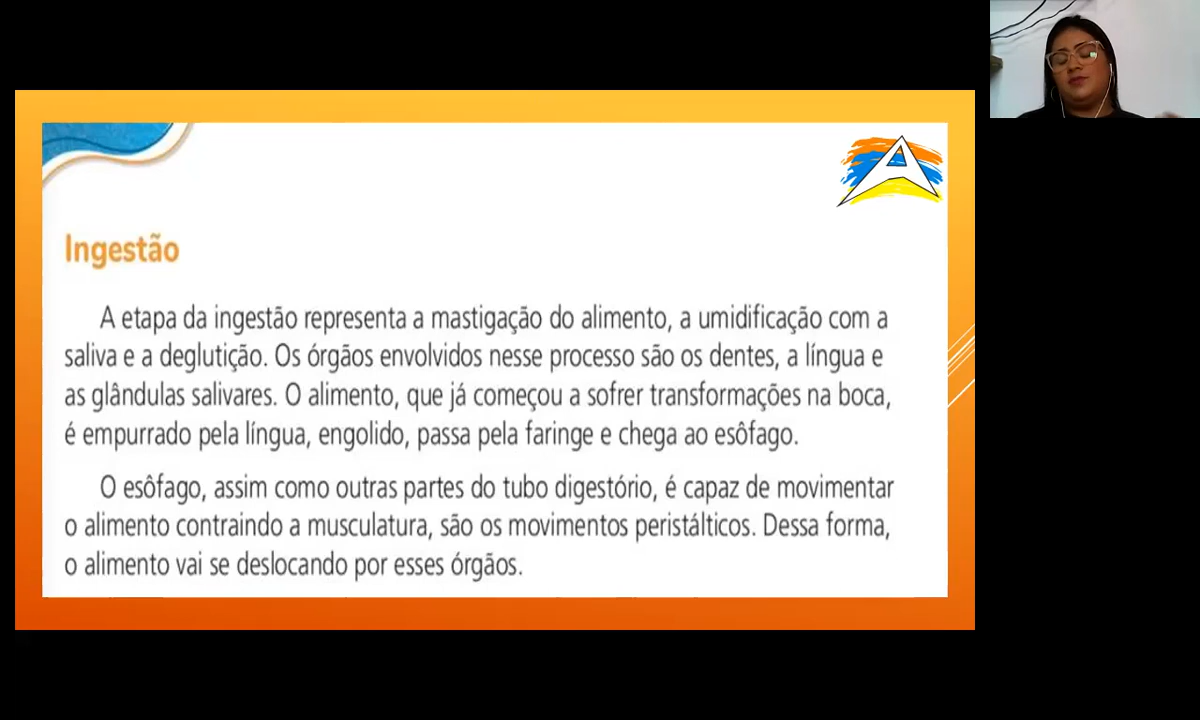 Ingestão
A etapa da ingestão representa a mastigação do alimento, a umidificação com a
saliva e a deglutição. Os órgãos envolvidos nesse processo são os dentes, a língua e
as glândulas salivares. O alimento, que já começou a sofrer transformações na boca,
é empurrado pela língua, engolido, passa pela faringe e chega ao esôfago.
O esôfago, assim como outras partes do tubo digestório, é capaz de movimentar
o alimento contraindo a musculatura, são os movimentos peristálticos. Dessa forma,
o alimento vai se deslocando por esses órgãos.